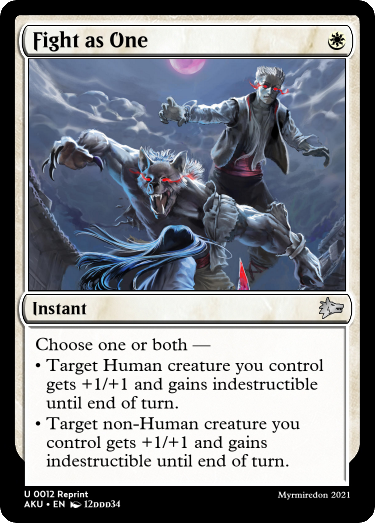 Fight as One
Instant
Choose one or both —
• Target Human creature you control
gets +1/+1 and gains indestructible
until end of turn.
• Target non-Human creature you
control gets +1/+1 and gains
indestructible until end of turn.
U 0012 Reprint
AKU • EN 12DDD34
Myrmiredon 2021